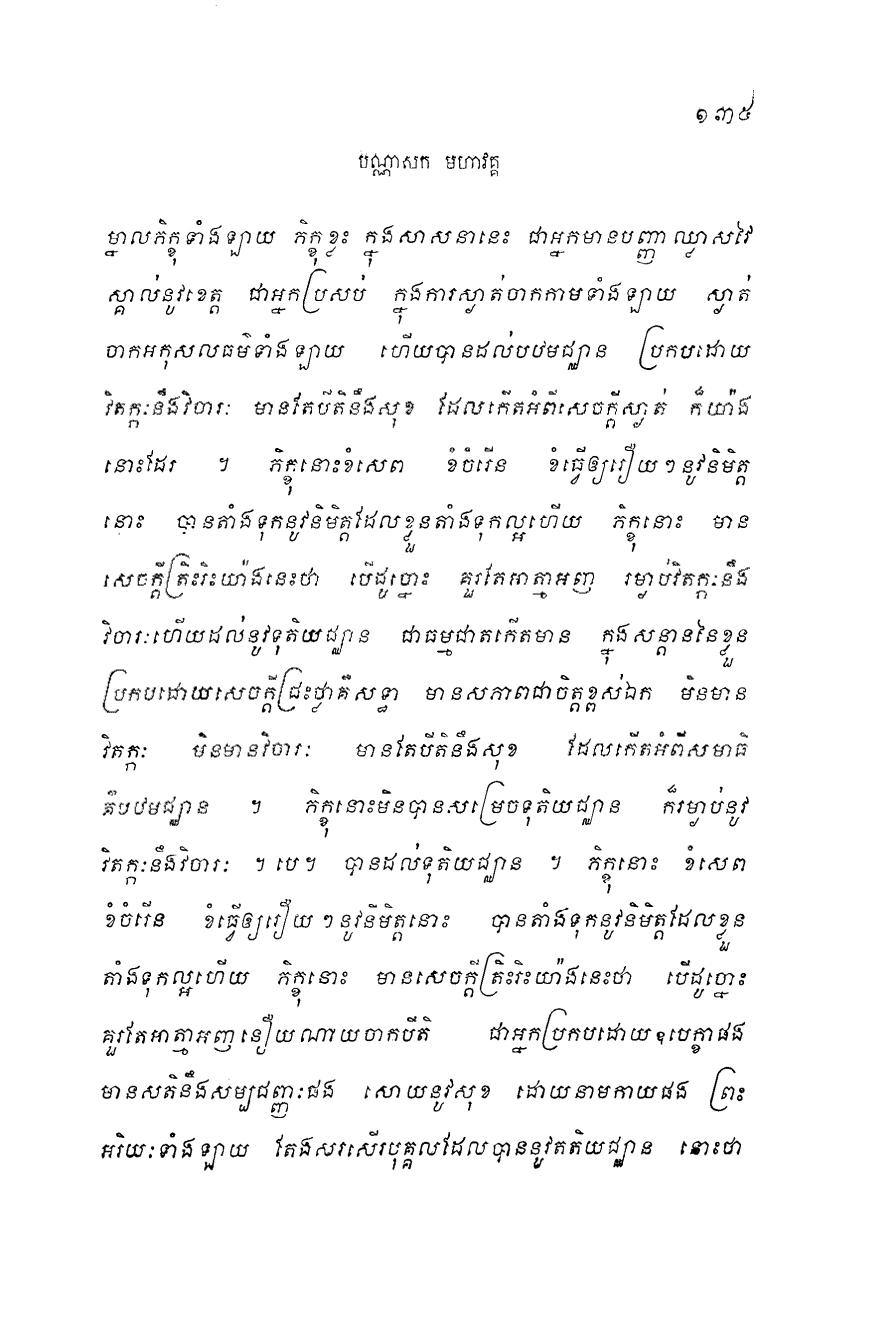 ១៣៥
បណ្ណាសក មហាវគ្គ
ម្នាលភិក្ខុទាំងឡាយ ភិក្ខុខ្លះ ក្នុងសាសនានេះ ជាអ្នកមានបញ្ញា ឈ្លាសវៃ
ស្គាល់នូវខេត្ត ជាអ្នកប្រសប់ ក្នុងការស្ងាត់ចាកកាមទាំងឡាយ ស្ងាត់
ចាកអកុសលធម៌ទាំងឡាយ ហើយបានដល់បឋមជ្ឈាន ប្រកបដោយ
វិតក្កៈនឹងវិចារៈ មានតែបីតិនឹងសុខ ដែលកើតអំពីសេចក្តីស្ងាត់ ក៏យ៉ាង
នោះដែរ ។ ភិក្ខុនោះខំសេព ខំចំរើន ខំធ្វើឲ្យរឿយៗនូវនិមិត្ត
នោះ បានតាំងទុកនូវនិមិត្តដែលខ្លួនតាំងទុកល្អហើយ ភិក្ខុនោះ មាន
សេចក្តីត្រិះរិះយ៉ាងនេះថា បើដូច្នោះ គួរតែអាត្មាអញ រម្ងាប់វិតក្កៈនឹង
វិចារៈហើយដល់នូវទុតិយជ្ឈាន ជាធម្មជាតកើតមាន ក្នុងសន្តាននៃខ្លួន
ប្រកបដោយសេចក្តីជ្រះថ្លាគឺសទ្ធា មានសភាពជាចិត្តខ្ពស់ឯក មិនមាន
វិតក្កៈ មិនមានវិចារៈ មានតែបីតិនឹងសុខ ដែលកើតអំពីសមាធិ
គឺបឋមជ្ឈាន ។ ភិក្ខុនោះមិនបានសម្រេចទុតិយជ្ឈាន ក៏រម្ងាប់នូវ
វិតក្កៈនឹងវិចារៈ ។ បេ។ បានដល់ទុតិយជ្ឈាន ។ ភិក្ខុនោះ ខំសេព
ខំចំរើន ខំធ្វើឲ្យរឿយៗនូវនិមិត្តនោះ បានតាំងទុកនូវនិមិត្តដែលខ្លួន
តាំងទុកល្អហើយ ភិក្ខុនោះ មានសេចក្តីត្រិះរិះយ៉ាងនេះថា បើដូច្នោះ
គួរតែអាត្មាអញ នឿយណាយចាកបីតិ ជាអ្នកប្រកបដោយឧបេក្ខាផង
មានសតិនឹងសម្បជញ្ញៈផង សោយនូវសុខ ដោយនាមកាយផង ព្រះ
អរិយៈទាំងឡាយ តែងសរសើរបុគ្គលដែលបាននូវតតិយជ្ឈាន នោះថា